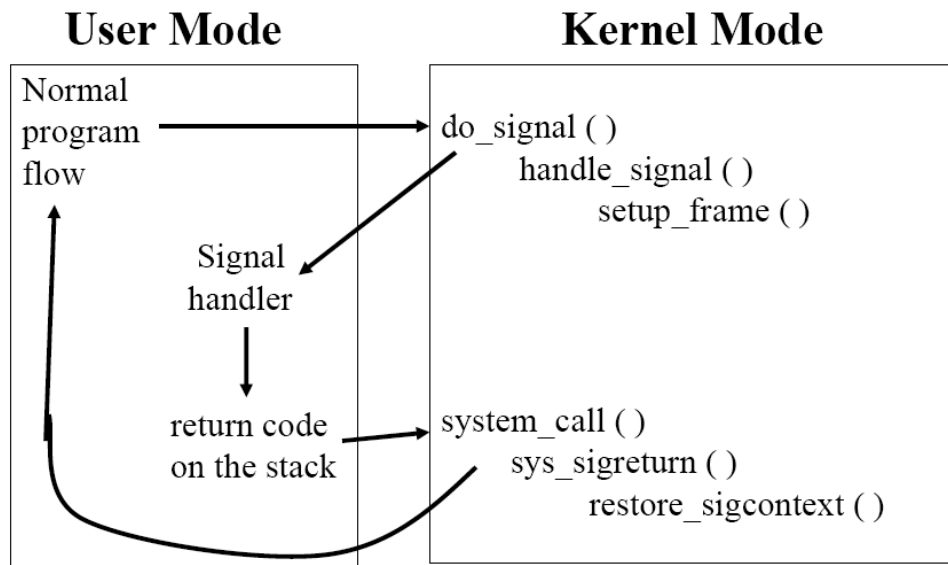 User Mode
Kernel Mode
Normal
program
flow
do_signal ( )
handle_signal ( )
setup_frame ( )
Signal
handler
return code
on the stack
system_call ( )
sys_sigreturn ( )
restore_sigcontext ( )